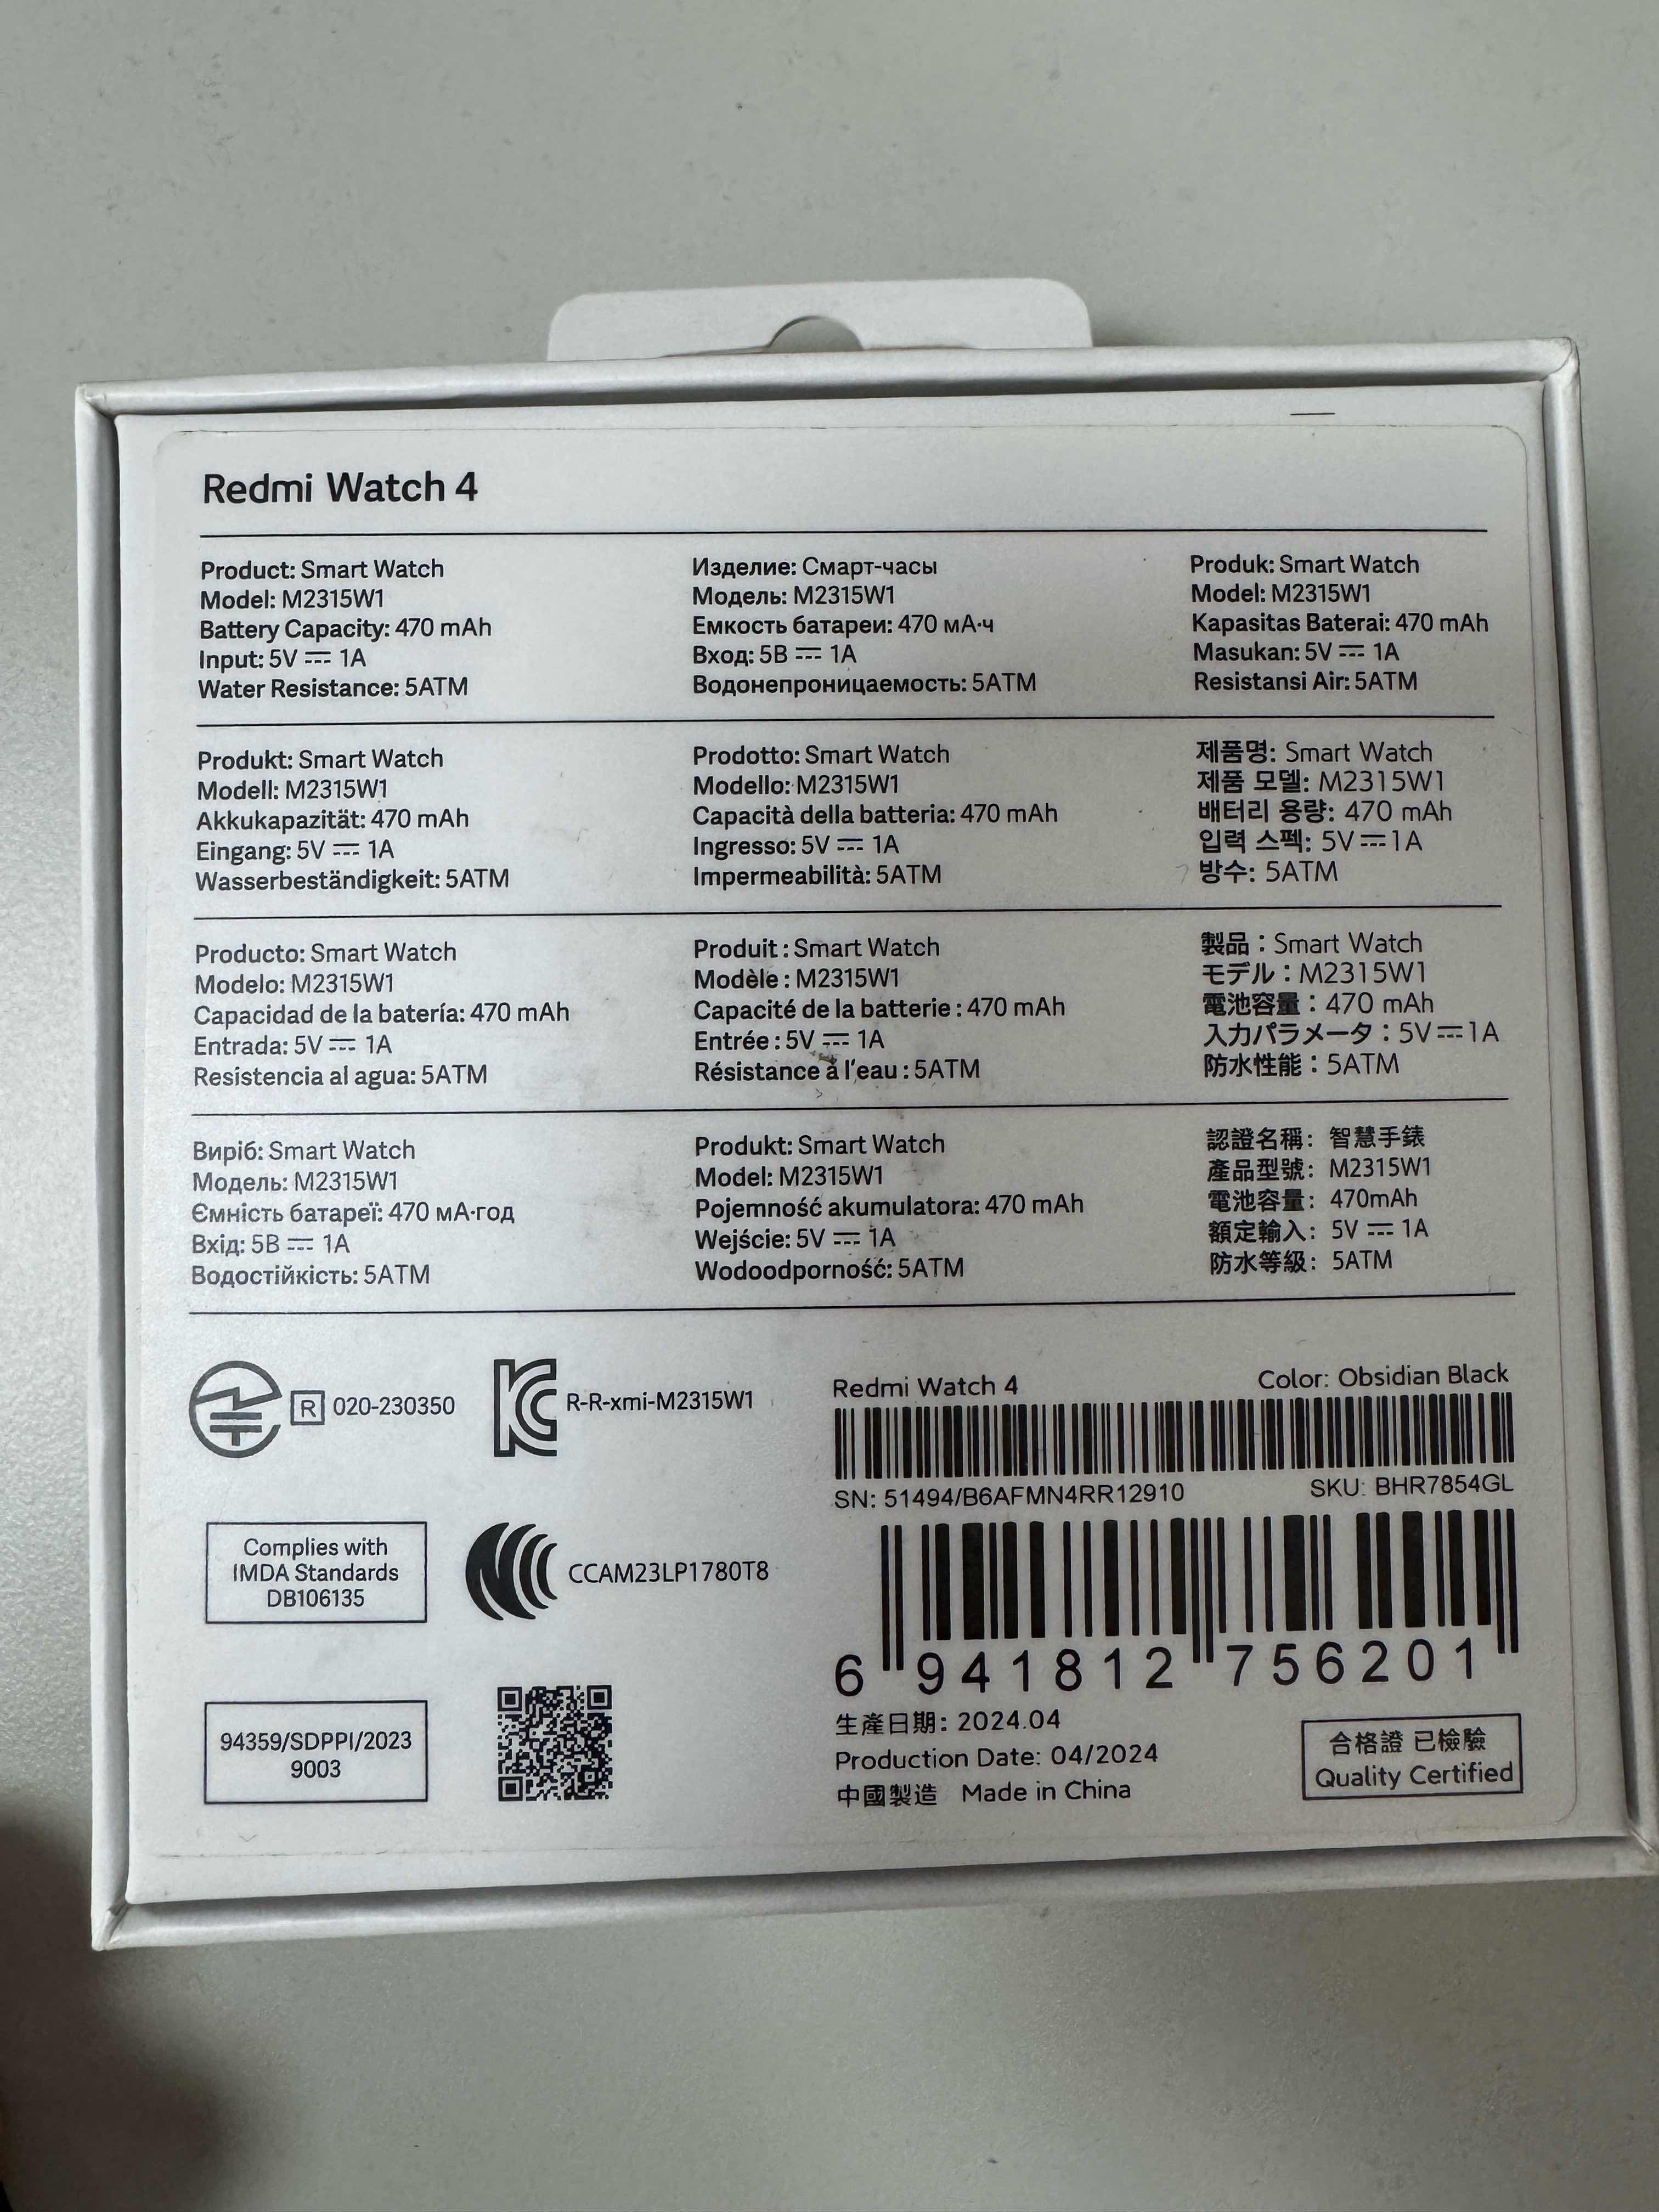 Redmi Watch 4
Product: Smart Watch
Model: M2315W1
Battery Capacity: 470 mAh
Input: 5V ⎓ 1A
Water Resistance: 5ATM
Изделие: Смарт-часы
Модель: M2315W1
Емкость батареи: 470 мА·ч
Вход: 5В ⎓ 1A
Водонепроницаемость: 5ATM
Produk: Smart Watch
Model: M2315W1
Kapasitas Baterai: 470 mAh
Masukan: 5V ⎓ 1A
Resistansi Air: 5ATM
Produkt: Smart Watch
Modell: M2315W1
Akkukapazität: 470 mAh
Eingang: 5V ⎓ 1A
Wasserbeständigkeit: 5ATM
Prodotto: Smart Watch
Modello: M2315W1
Capacità della batteria: 470 mAh
Ingresso: 5V ⎓ 1A
Impermeabilità: 5ATM
제품명: Smart Watch
제품 모델: M2315W1
배터리 용량: 470 mAh
입력 스펙: 5V⎓1A
방수: 5ATM
Producto: Smart Watch
Modelo: M2315W1
Capacidad de la batería: 470 mAh
Entrada: 5V ⎓ 1A
Resistencia al agua: 5ATM
Produit : Smart Watch
Modèle : M2315W1
Capacité de la batterie : 470 mAh
Entrée : 5V ⎓ 1A
Résistance à l'eau : 5ATM
製品：Smart Watch
モデル：M2315W1
電池容量：470 mAh
入力パラメータ：5V⎓1A
防水性能：5ATM
Виріб: Smart Watch
Модель: M2315W1
Ємність батареї: 470 мА·год
Вхід: 5В ⎓ 1A
Водостійкість: 5ATM
Produkt: Smart Watch
Model: M2315W1
Pojemność akumulatora: 470 mAh
Wejście: 5V ⎓ 1A
Wodoodporność: 5ATM
認證名稱: 智慧手錶
產品型號: M2315W1
電池容量: 470mAh
額定輸入: 5V ⎓ 1A
防水等級: 5ATM
R 020-230350
R-R-xmi-M2315W1
Complies with
IMDA Standards
DB106135
CCAM23LP1780T8
94359/SDPPI/2023
9003
Redmi Watch 4 Color: Obsidian Black
SN: 51494/B6AFMN4RR12910 SKU: BHR7854GL
6 941812 756201
生產日期: 2024.04
Production Date: 04/2024
中國製造 Made in China
合格證 已檢驗
Quality Certified